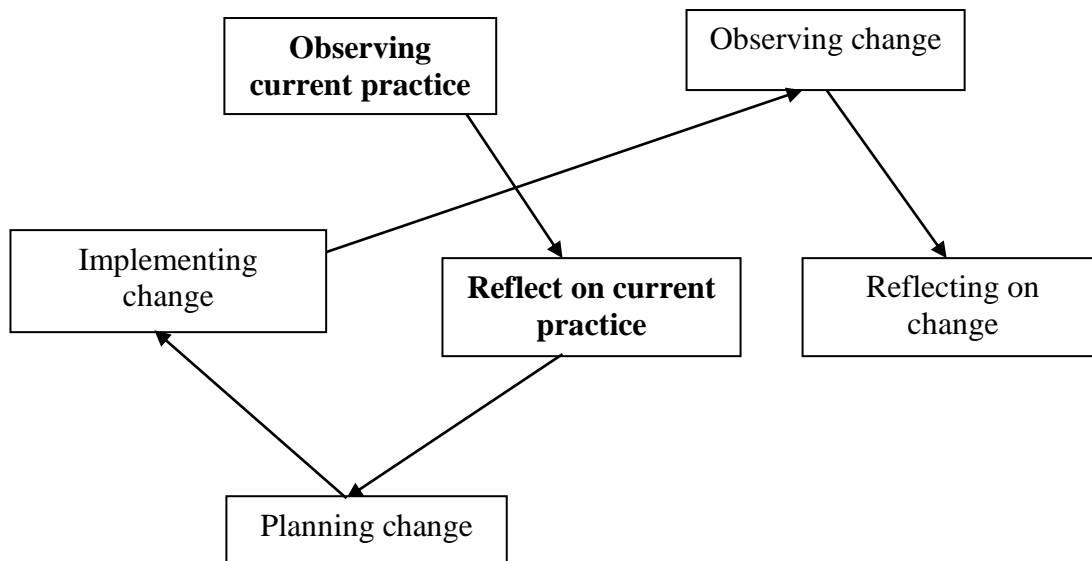 Observing
current practice
Observing change
Implementing
change
Reflect on current
practice
Reflecting on
change
Planning change